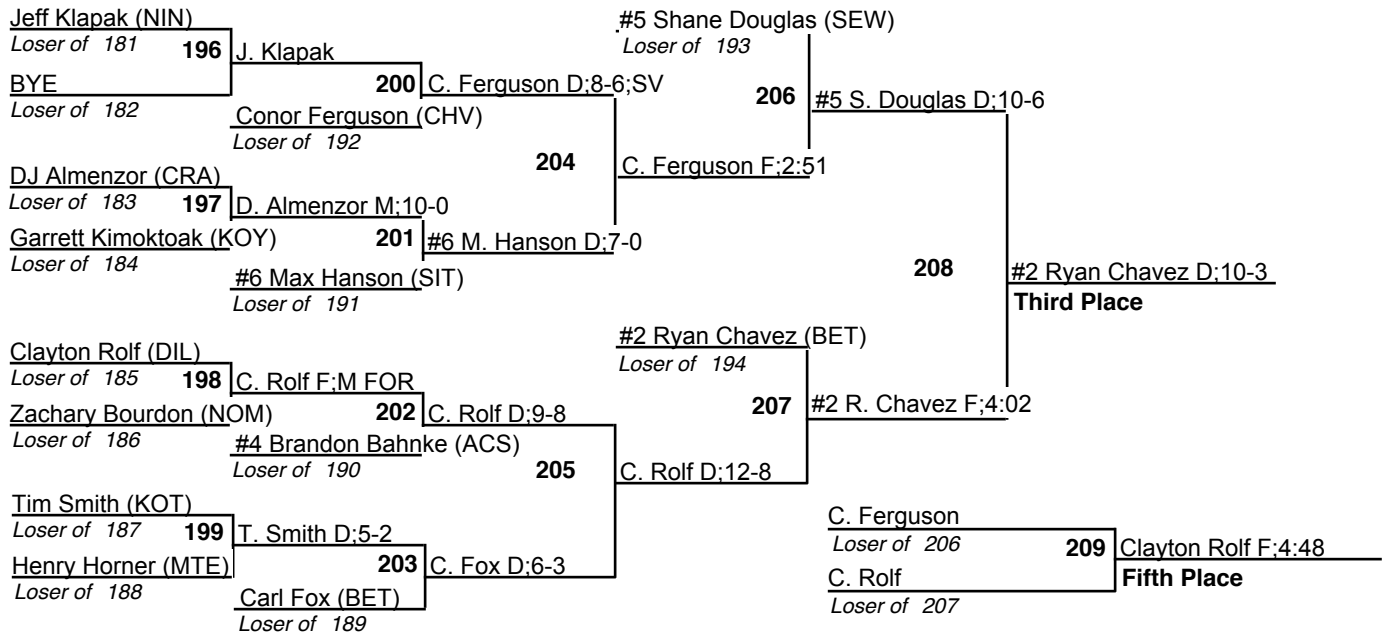 Jeff Klapak (NIN)
Loser of 181
196
J. Klapak
BYE
Loser of 182
200
C. Ferguson D;8-6;SV
Conor Ferguson (CHV)
Loser of 192
DJ Almenzor (CRA)
Loser of 183
197
D. Almenzor M;10-0
Garrett Kimoktoak (KOY)
Loser of 184
201
#6 M. Hanson D;7-0
#6 Max Hanson (SIT)
Loser of 191
204
C. Ferguson F;2:51
#5 Shane Douglas (SEW)
Loser of 193
206
#5 S. Douglas D;10-6
Clayton Rolf (DIL)
Loser of 185
198
C. Rolf F;M FOR
Zachary Bourdon (NOM)
Loser of 186
202
C. Rolf D;9-8
#4 Brandon Bahnke (ACS)
Loser of 190
Tim Smith (KOT)
Loser of 187
199
T. Smith D;5-2
Henry Horner (MTE)
Loser of 188
203
C. Fox D;6-3
Carl Fox (BET)
Loser of 189
205
C. Rolf D;12-8
#2 Ryan Chavez (BET)
Loser of 194
207
#2 R. Chavez F;4:02
208
#2 Ryan Chavez D;10-3
Third Place
C. Ferguson
Loser of 206
209
Clayton Rolf F;4:48
Fifth Place
C. Rolf
Loser of 207